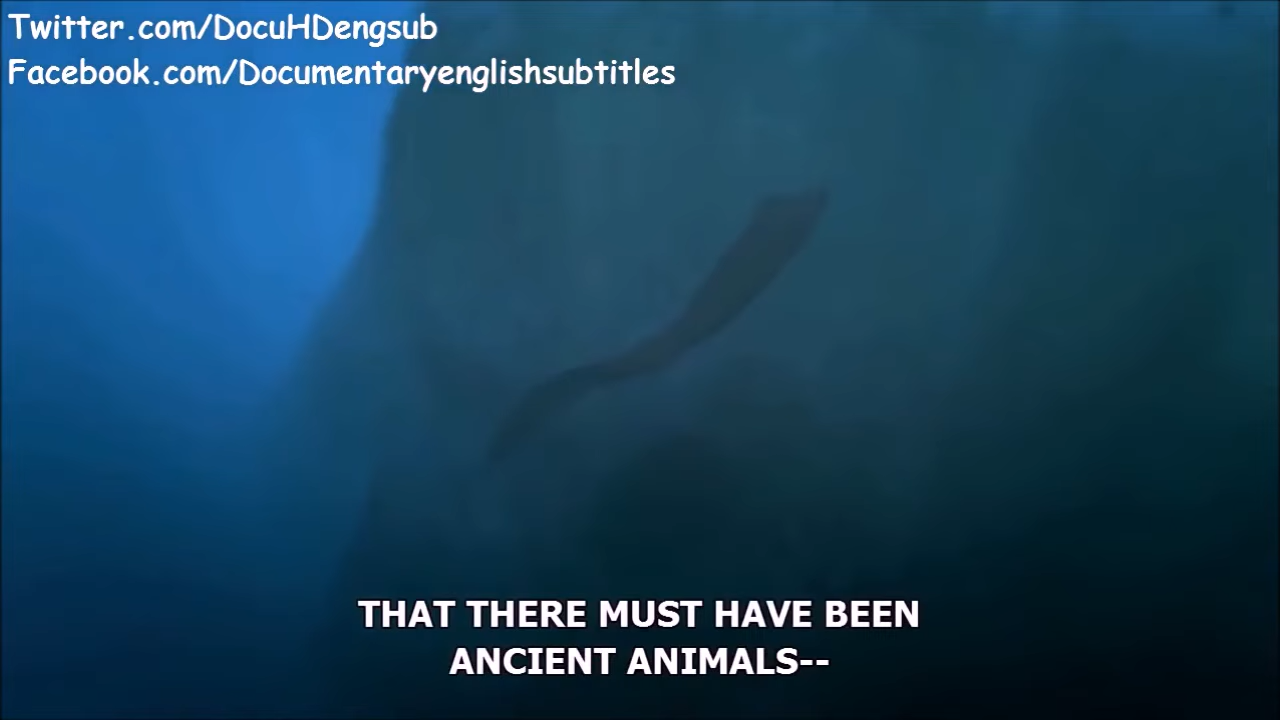 Twitter.com/DocuHDengsub
Facebook.com/Documentaryenglishsubtitles
THAT THERE MUST HAVE BEEN
ANCIENT ANIMALS--